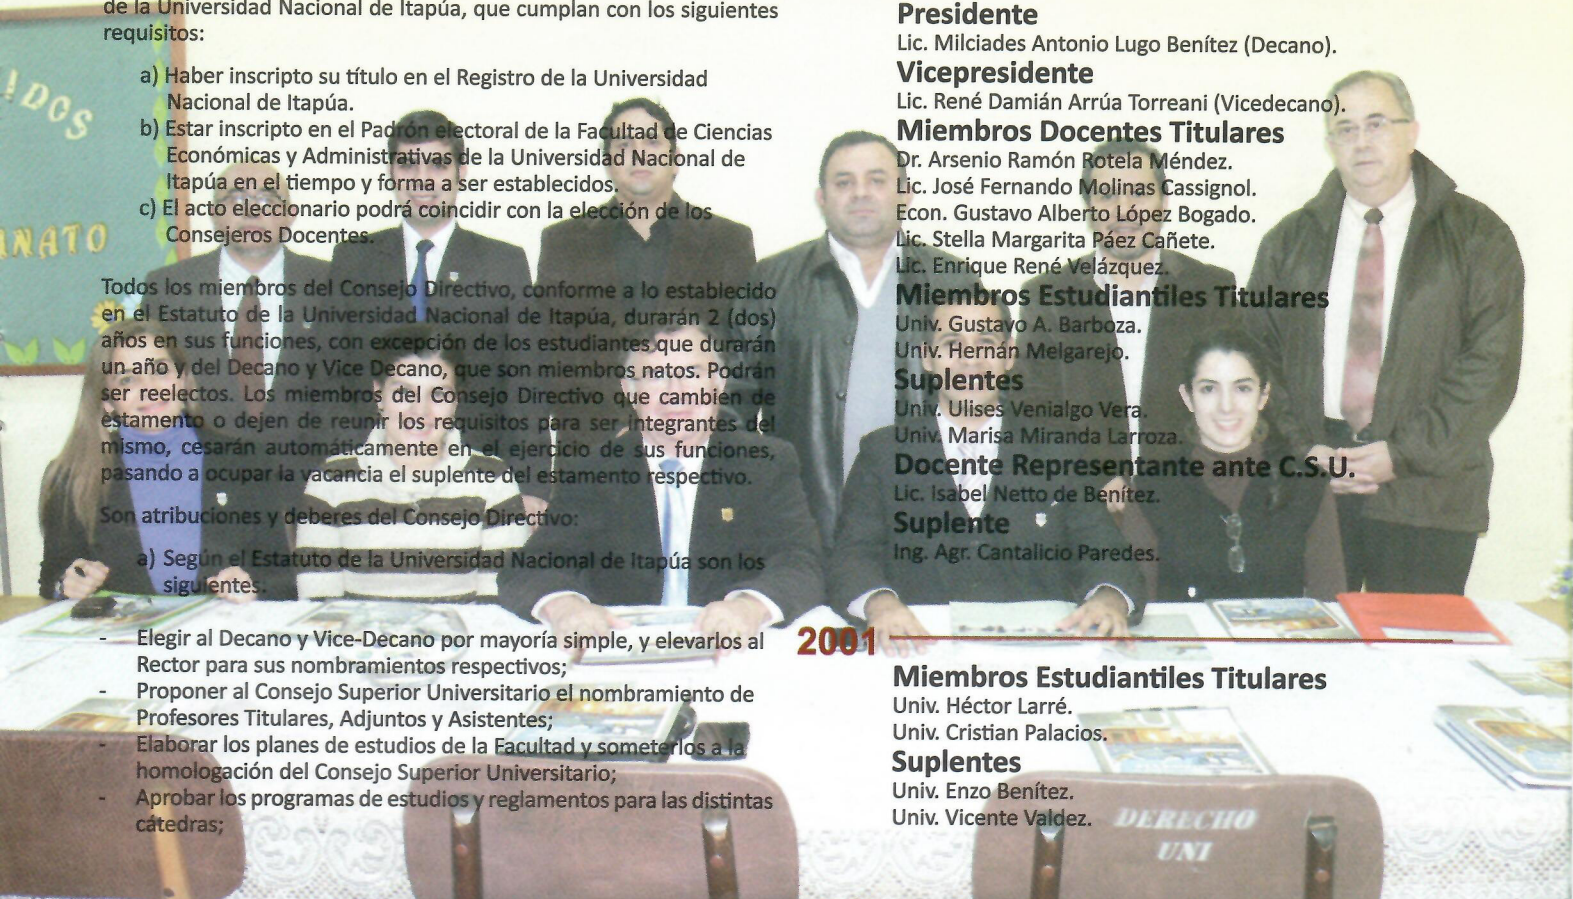 de la Universidad Nacional de Itapúa, que cumplan con los siguientes
requisitos:
a) Haber inscripto su título en el Registro de la Universidad
Nacional de Itapúa.
b) Estar inscripto en el Padrón electoral de la Facultad de Ciencias
Económicas y Administrativas de la Universidad Nacional de
Itapúa en el tiempo y forma a ser establecidos.
c) El acto eleccionario podrá coincidir con la elección de los
Consejeros Docentes.
Todos los miembros del Consejo Directivo, conforme a lo establecido
en el Estatuto de la Universidad Nacional de Itapúa, durarán 2 (dos)
años en sus funciones, con excepción de los estudiantes que durarán
un año y del Decano y Vice Decano, que son miembros natos. Podrán
ser reelectos. Los miembros del Consejo Directivo que cambien de
estamento o dejen de reunir los requisitos para ser integrantes del
mismo, cesarán automáticamente en el ejercicio de sus funciones,
pasando a ocupar la vacancia el suplente del estamento respectivo.
Son atribuciones y deberes del Consejo Directivo:
a) Según el Estatuto de la Universidad Nacional de Itapúa son los
siguientes:
- Elegir al Decano y Vice-Decano por mayoría simple, y elevarlos al
Rector para sus nombramientos respectivos;
- Proponer al Consejo Superior Universitario el nombramiento de
Profesores Titulares, Adjuntos y Asistentes;
- Elaborar los planes de estudios de la Facultad y someterlos a la
homologación del Consejo Superior Universitario;
- Aprobar los programas de estudios y reglamentos para las distintas
cátedras;
Presidente
Lic. Milciades Antonio Lugo Benítez (Decano).
Vicepresidente
Lic. René Damián Arrúa Torreani (Vicedecano).
Miembros Docentes Titulares
Dr. Arsenio Ramón Rotela Méndez.
Lic. José Fernando Molinas Cassignol.
Econ. Gustavo Alberto López Bogado.
Lic. Stella Margarita Páez Cañete.
Lic. Enrique René Velázquez.
Miembros Estudiantiles Titulares
Univ. Gustavo A. Barboza.
Univ. Hernán Melgarejo.
Suplentes
Univ. Ulises Venialgo Vera.
Univ. Marisa Miranda Larroza.
Docente Representante ante C.S.U.
Lic. Isabel Netto de Benítez.
Suplente
Ing. Agr. Cantalicio Paredes.
2001
Miembros Estudiantiles Titulares
Univ. Héctor Larré.
Univ. Cristian Palacios.
Suplentes
Univ. Enzo Benítez.
Univ. Vicente Valdez.
DERECHO
UNI
IDOS
NATO